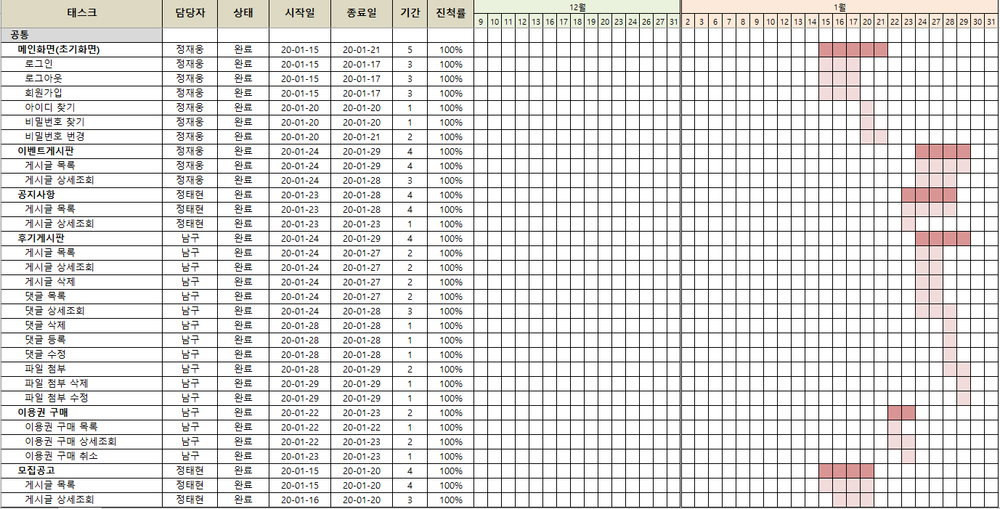 태스크 담당자 상태 시작일 종료일 기간 진척률 12월 1월
9 10 11 12 13 16 17 18 19 20 23 24 26 27 31 2 3 6 7 8 9 10 13 14 15 16 17 20 21 22 23 24 27 28 29 30 31
공통
메인화면(초기화면) 정재웅 완료 20-01-15 20-01-21 5 100%
로그인 정재웅 완료 20-01-15 20-01-17 3 100%
로그아웃 정재웅 완료 20-01-15 20-01-17 3 100%
회원가입 정재웅 완료 20-01-15 20-01-17 3 100%
아이디 찾기 정재웅 완료 20-01-20 20-01-20 1 100%
비밀번호 찾기 정재웅 완료 20-01-20 20-01-20 1 100%
비밀번호 번경 정재웅 완료 20-01-20 20-01-21 2 100%
이벤트게시판 정재웅 완료 20-01-24 20-01-29 4 100%
게시글 목록 정재웅 완료 20-01-24 20-01-29 4 100%
게시글 상세조회 정재웅 완료 20-01-24 20-01-28 3 100%
공지사항 정태현 완료 20-01-23 20-01-28 4 100%
게시글 목록 정태현 완료 20-01-23 20-01-28 4 100%
게시글 상세조회 정태현 완료 20-01-23 20-01-23 1 100%
후기게시판 남구 완료 20-01-24 20-01-29 4 100%
게시글 목록 남구 완료 20-01-24 20-01-27 2 100%
게시글 상세조회 남구 완료 20-01-24 20-01-27 2 100%
게시글 삭제 남구 완료 20-01-24 20-01-27 2 100%
댓글 목록 남구 완료 20-01-24 20-01-27 2 100%
댓글 상세조회 남구 완료 20-01-24 20-01-28 3 100%
댓글 삭제 남구 완료 20-01-28 20-01-28 1 100%
댓글 등록 남구 완료 20-01-28 20-01-28 1 100%
댓글 수정 남구 완료 20-01-28 20-01-28 1 100%
파일 첨부 남구 완료 20-01-28 20-01-29 2 100%
파일 첨부 삭제 남구 완료 20-01-29 20-01-29 1 100%
파일 첨부 수정 남구 완료 20-01-29 20-01-29 1 100%
이용권 구매 남구 완료 20-01-22 20-01-23 2 100%
이용권 구매 목록 남구 완료 20-01-22 20-01-22 1 100%
이용권 구매 상세조회 남구 완료 20-01-22 20-01-23 2 100%
이용권 구매 취소 남구 완료 20-01-23 20-01-23 1 100%
모집공고 정태현 완료 20-01-15 20-01-20 4 100%
게시글 목록 정태현 완료 20-01-15 20-01-20 4 100%
게시글 상세조회 정태현 완료 20-01-16 20-01-20 3 100%